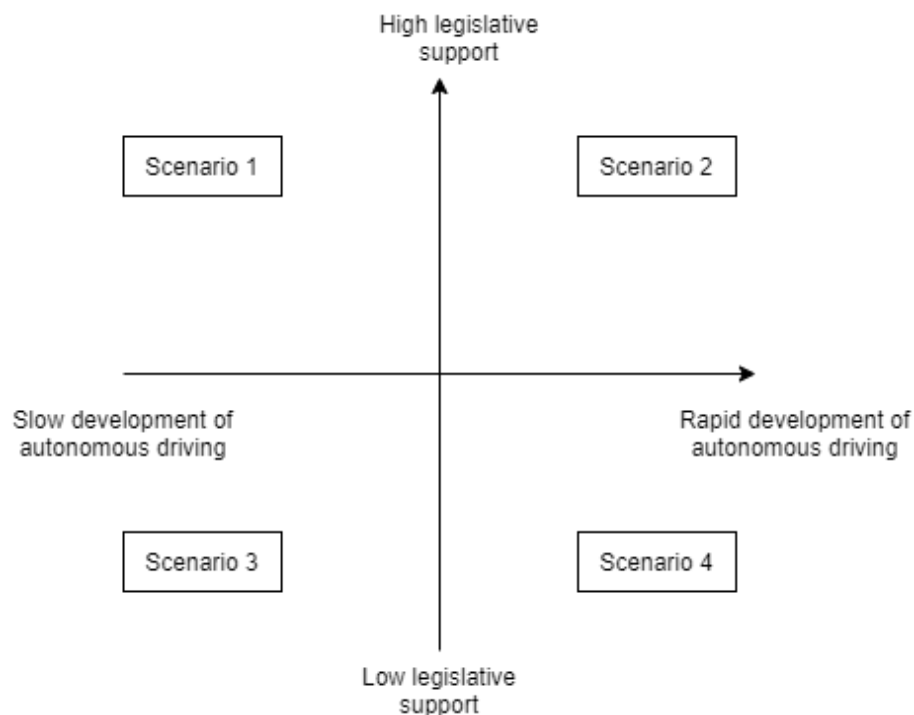 High legislative
support
Scenario 1
Scenario 2
Slow development of
autonomous driving
Rapid development of
autonomous driving
Scenario 3
Scenario 4
Low legislative
support